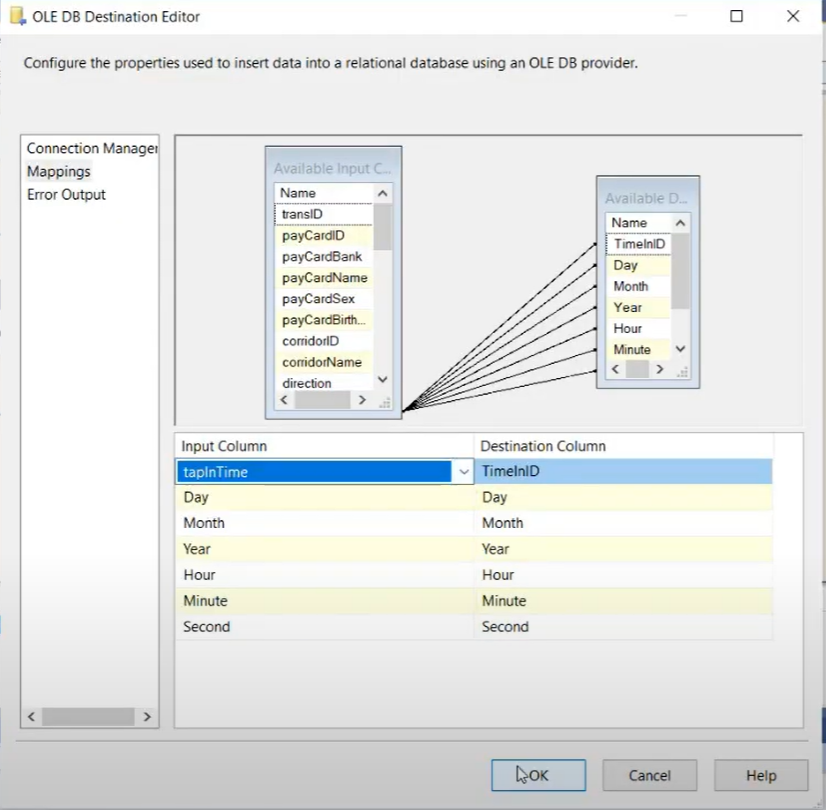 OLE DB Destination Editor
Configure the properties used to insert data into a relational database using an OLE DB provider.
Connection Manager
Mappings
Error Output
Available Input C...
Name
transID
payCardID
payCardBank
payCardName
payCardSex
payCardBirth...
corridorID
corridorName
direction
Available D...
Name
TimeInID
Day
Month
Year
Hour
Minute
Input Column Destination Column
tapInTime TimeInID
Day Day
Month Month
Year Year
Hour Hour
Minute Minute
Second Second
OK Cancel Help